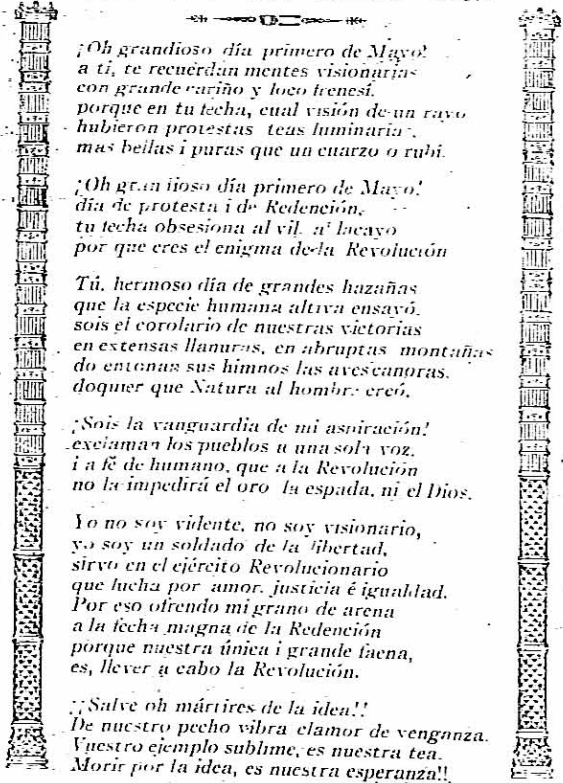 ¡Oh grandioso día primero de Mayo!
a ti, te recuerdan mentes visionarias
con grande cariño y loco frenesí.
porque en tu fecha, cual visión de un rayo
hubieron protestas teas luminarias,
mas bellas i puras que un cuarzo o rubí.
¡Oh grandioso día primero de Mayo!
día de protesta i de Redención,
tu fecha obsesiona al vil, al lacayo
por que eres el enigma de la Revolución
Tú, hermoso día de grandes hazañas
que la especie humana altiva ensayó,
sois el corolario de nuestras victorias
en extensas llanuras, en abruptas montañas
do entonan sus himnos las aves canoras,
doquier que Natura al hombre creó.
¡Sois la vanguardia de mi aspiración!
exclaman los pueblos a una sola voz,
i a fé de humano, que a la Revolución
no la impedirá el oro la espada, ni el Dios.
Yo no soy vidente, no soy visionario,
yo soy un soldado de la libertad,
sirvo en el ejército Revolucionario
que lucha por amor, justicia é igualdad.
Por eso ofrendo mi grano de arena
a la fecha magna de la Redención
porque nuestra única i grande faena,
es, llever a cabo la Revolución.
¡¡Salve oh mártires de la idea!!
De nuestro pecho vibra clamor de venganza.
Vuestro ejemplo sublime, es nuestra tea.
Morir por la idea, es nuestra esperanza!!